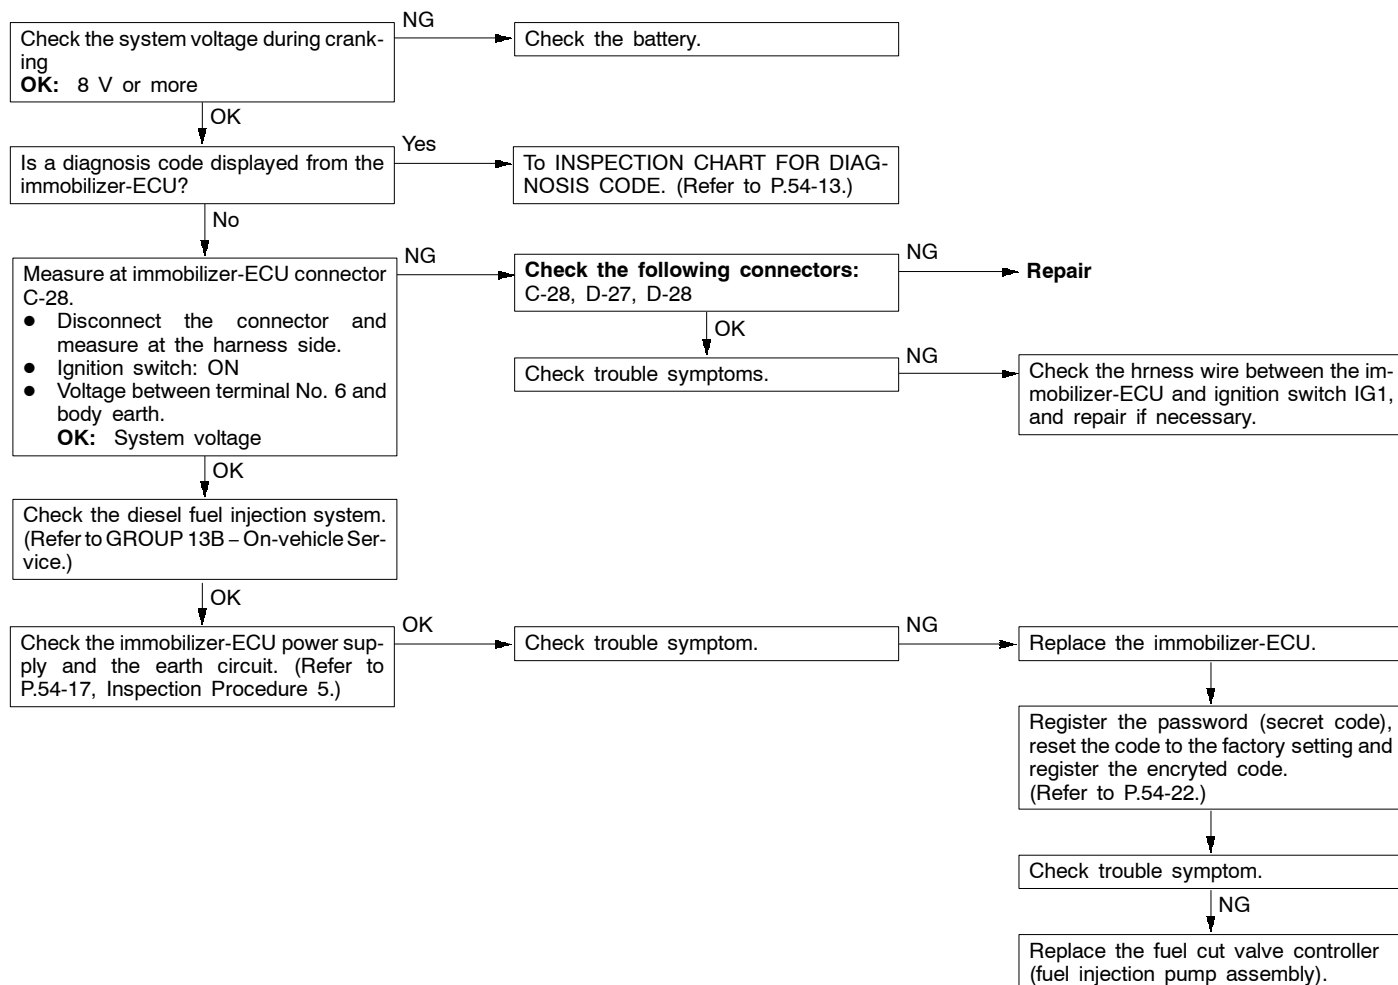 NG
Check the system voltage during crank-
ing
OK: 8 V or more
Check the battery.
OK
Is a diagnosis code displayed from the
immobilizer-ECU?
Yes
To INSPECTION CHART FOR DIAG-
NOSIS CODE. (Refer to P.54-13.)
No
Measure at immobilizer-ECU connector
C-28.
● Disconnect the connector and
measure at the harness side.
● Ignition switch: ON
● Voltage between terminal No. 6 and
body earth.
OK: System voltage
NG
Check the following connectors:
C-28, D-27, D-28
NG
Repair
OK
Check trouble symptoms.
NG
Check the hrness wire between the im-
mobilizer-ECU and ignition switch IG1,
and repair if necessary.
OK
Check the diesel fuel injection system.
(Refer to GROUP 13B – On-vehicle Ser-
vice.)
OK
Check the immobilizer-ECU power sup-
ply and the earth circuit. (Refer to
P.54-17, Inspection Procedure 5.)
OK
Check trouble symptom.
NG
Replace the immobilizer-ECU.
Register the password (secret code),
reset the code to the factory setting and
register the encryted code.
(Refer to P.54-22.)
Check trouble symptom.
NG
Replace the fuel cut valve controller
(fuel injection pump assembly).